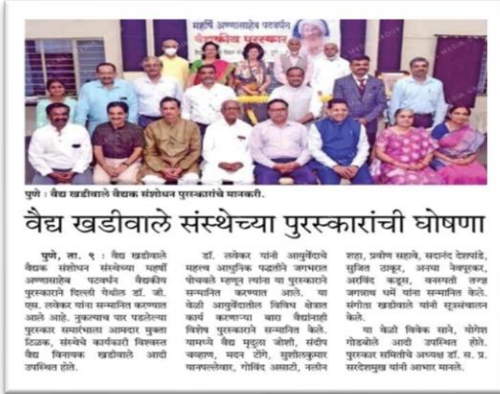 महर्षि अण्णासाहेब पटवर्धन
वैद्यकीय पुरस्कार
पुणे : वैद्य खडीवाले वैद्यक संशोधन पुरस्कारांचे मानकरी.
वैद्य खडीवाले संस्थेच्या पुरस्कारांची घोषणा
पुणे, ता. ९ : वैद्य खडीवाले
वैद्यक संशोधन संस्थेच्या महर्षी
अण्णासाहेब पटवर्धन वैद्यकीय
पुरस्काराने दिल्ली येथील डॉ. जी.
एस. लवेकर यांना सन्मानित करण्यात
आले आहे. नुकत्याच पार पडलेल्या
पुरस्कार समारंभाला आमदार मुक्ता
टिळक, संस्थेचे कार्यकारी विश्वस्त
वैद्य विनायक खडीवाले आदी
उपस्थित होते.
डॉ. लवेकर यांनी आयुर्वेदाचे
महत्त्व आधुनिक पद्धतीने जगभरात
पोचवले म्हणून त्यांना या पुरस्काराने
सन्मानित करण्यात आले. या
वेळी आयुर्वेदातील विविध क्षेत्रात
कार्य करणाऱ्या बारा वैद्यांनाही
विशेष पुरस्काराने सन्मानित केले.
यामध्ये वैद्य मृदुला जोशी, संदीप
चव्हाण, मदन टोंगे, सुशीलकुमार
यानपल्लेवार, गोविंद असाटी, नलीन
शहा, प्रवीण सहावे, सदानंद देशपांडे,
सुजित ठाकूर, अनघा नेवपूरकर,
अरविंद कडूस, वनस्पती तज्ज्ञ
जगन्नाथ धर्मे यांना सन्मानित केले.
संगीता खडीवाले यांनी सूत्रसंचालन
केले.
या वेळी विवेक साने, योगेश
गोडबोले आदी उपस्थित होते.
पुरस्कार समितीचे अध्यक्ष डॉ. स. प्र.
सरदेशमुख यांनी आभार मानले.